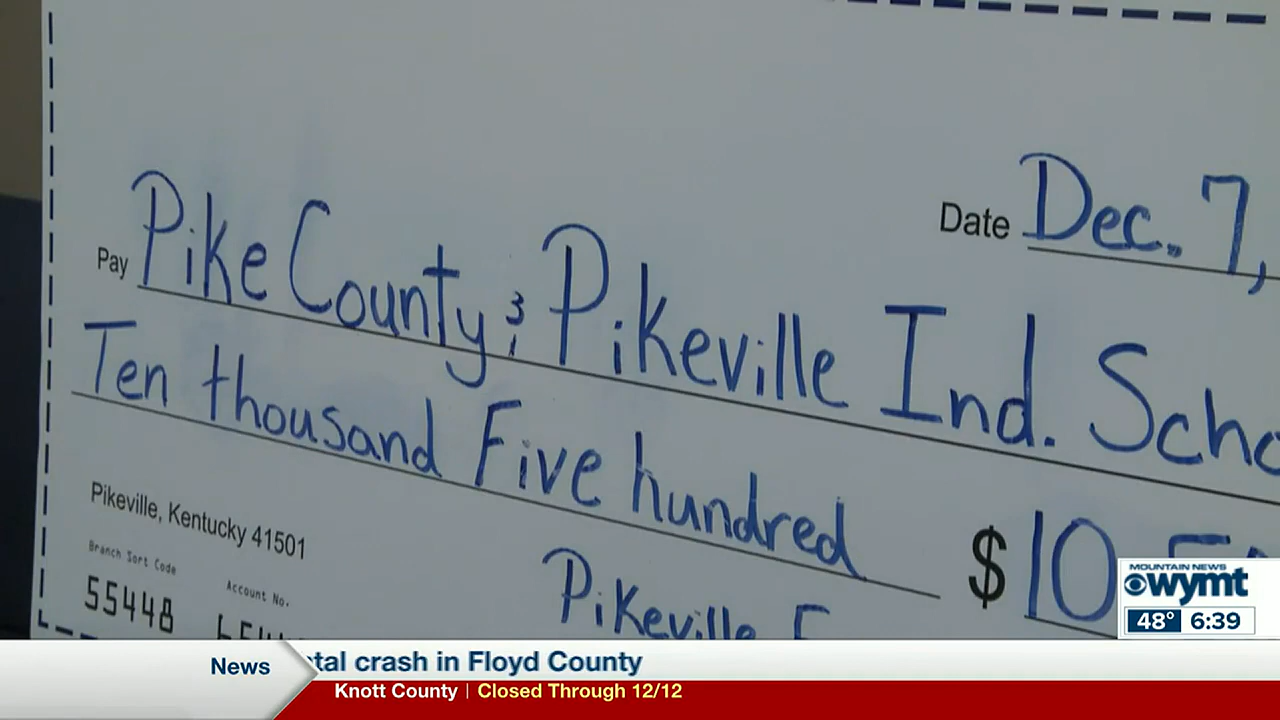 Date Dec. 7,
Pay Pike County & Pikeville Ind. Scho
Ten thousand Five hundred
$10
Pikeville, Kentucky 41501
Branch Sort Code
Account No.
55448
Pikeville
MOUNTAIN NEWS
wymt
48° 6:39
News
tal crash in Floyd County
Knott County | Closed Through 12/12